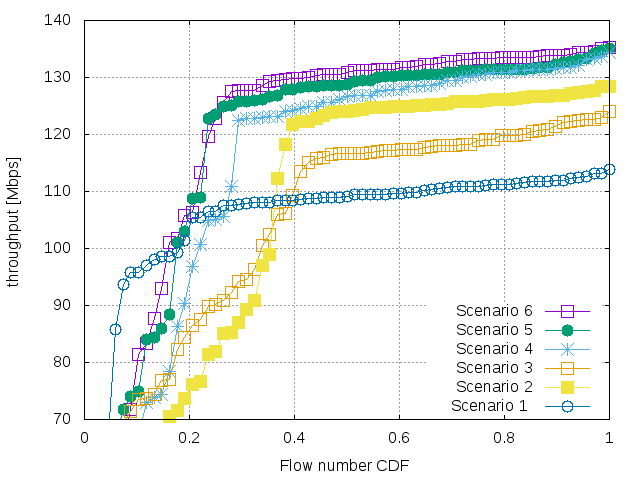 140
130
120
110
100
90
80
70
throughput [Mbps]
Scenario 6
Scenario 5
Scenario 4
Scenario 3
Scenario 2
Scenario 1
0 0.2 0.4 0.6 0.8 1
Flow number CDF